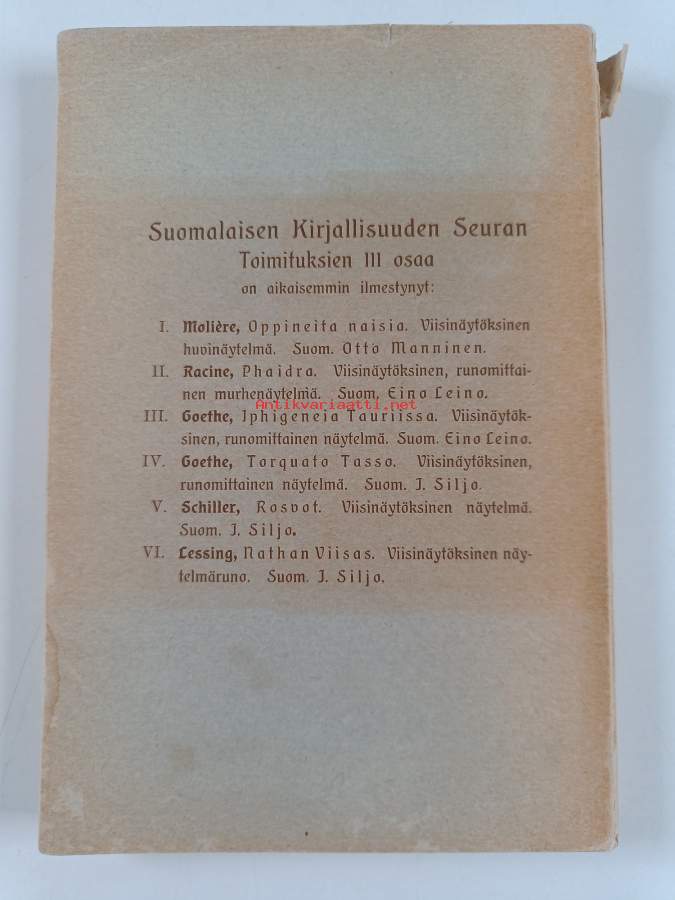 Suomalaisen Kirjallisuuden Seuran
Toimituksien 111 osaa
on aikaisemmin ilmestynyt:
I. Molière, Oppineita naisia. Viisinäytöksinen
huvinäytelmä. Suom. Otto Manninen.
II. Racine, Phaidra. Viisinäytöksinen, runomittai-
nen murhenäytelmä. Suom. Eino Leino.
Antikvariaatti.net
III. Goethe, Iphigeneia Tauriissa. Viisinäytök-
sinen, runomittainen näytelmä. Suom. Eino Leino.
IV. Goethe, Torquato Tasso. Viisinäytöksinen,
runomittainen näytelmä. Suom. J. Siljo.
V. Schiller, Rosvot. Viisinäytöksinen näytelmä.
Suom. J. Siljo.
VI. Lessing, Nathan Viisas. Viisinäytöksinen näy-
telmäruno. Suom. J. Siljo.